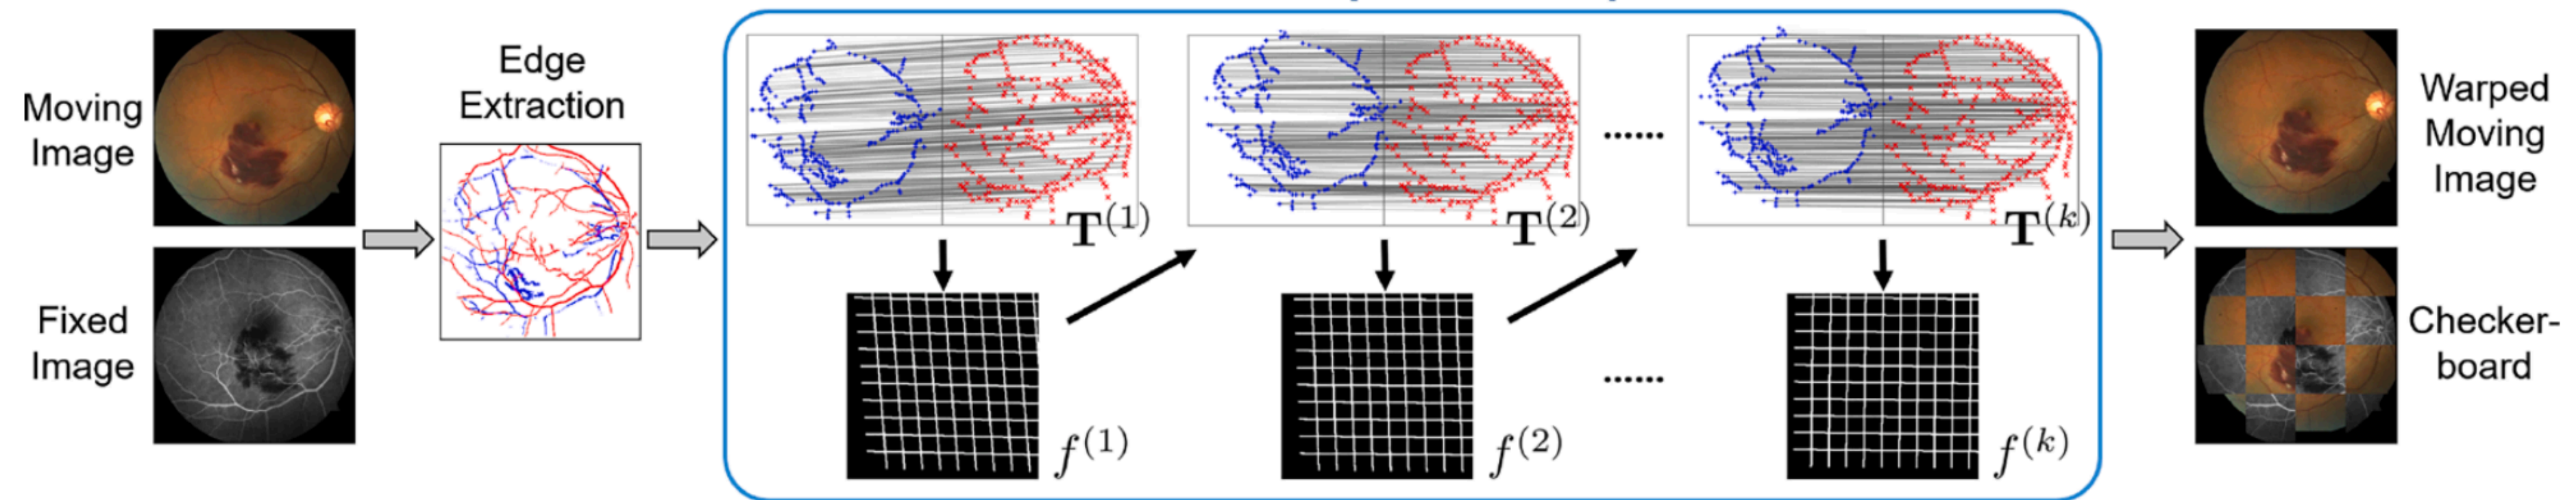 Moving
Image
Fixed
Image
Edge
Extraction
T^(1)
T^(2)
......
T^(k)
f^(1)
f^(2)
......
f^(k)
Warped
Moving
Image
Checker-
board